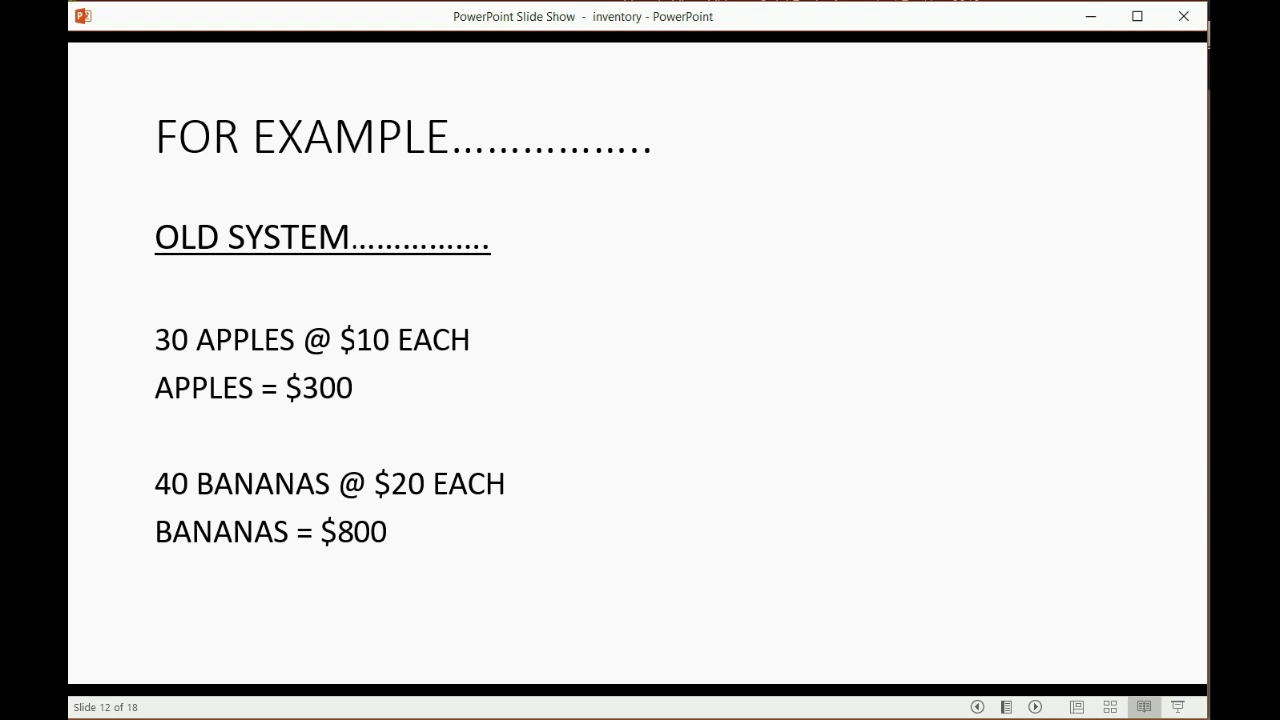 PowerPoint Slide Show - inventory - PowerPoint
FOR EXAMPLE……………..
OLD SYSTEM…………….
30 APPLES @ $10 EACH
APPLES = $300
40 BANANAS @ $20 EACH
BANANAS = $800
Slide 12 of 18